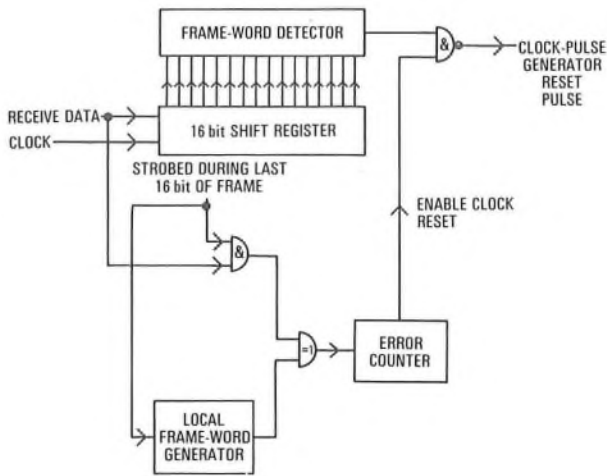 FRAME-WORD DETECTOR
&
CLOCK-PULSE
GENERATOR
RESET
PULSE
RECEIVE DATA
CLOCK
16 bit SHIFT REGISTER
STROBED DURING LAST
16 bit OF FRAME
ENABLE CLOCK
RESET
&
=1
ERROR
COUNTER
LOCAL
FRAME-WORD
GENERATOR